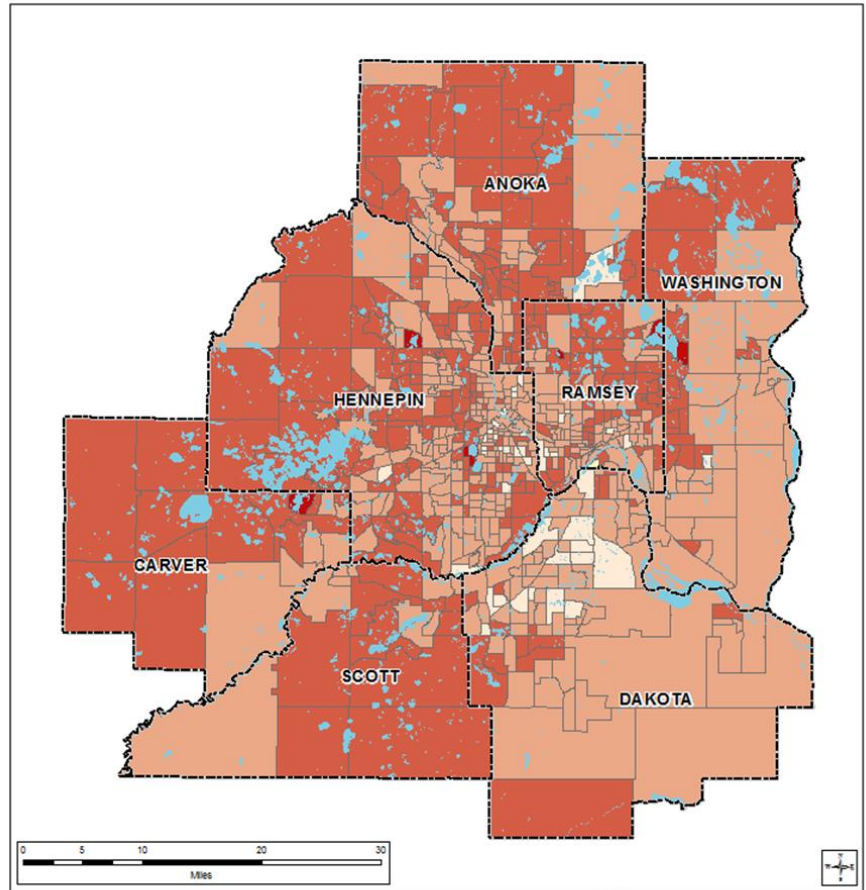 ANOKA
WASHINGTON
HENNEPIN
RAMSEY
CARVER
SCOTT
DAKOTA
0 5 10 20 30
Miles